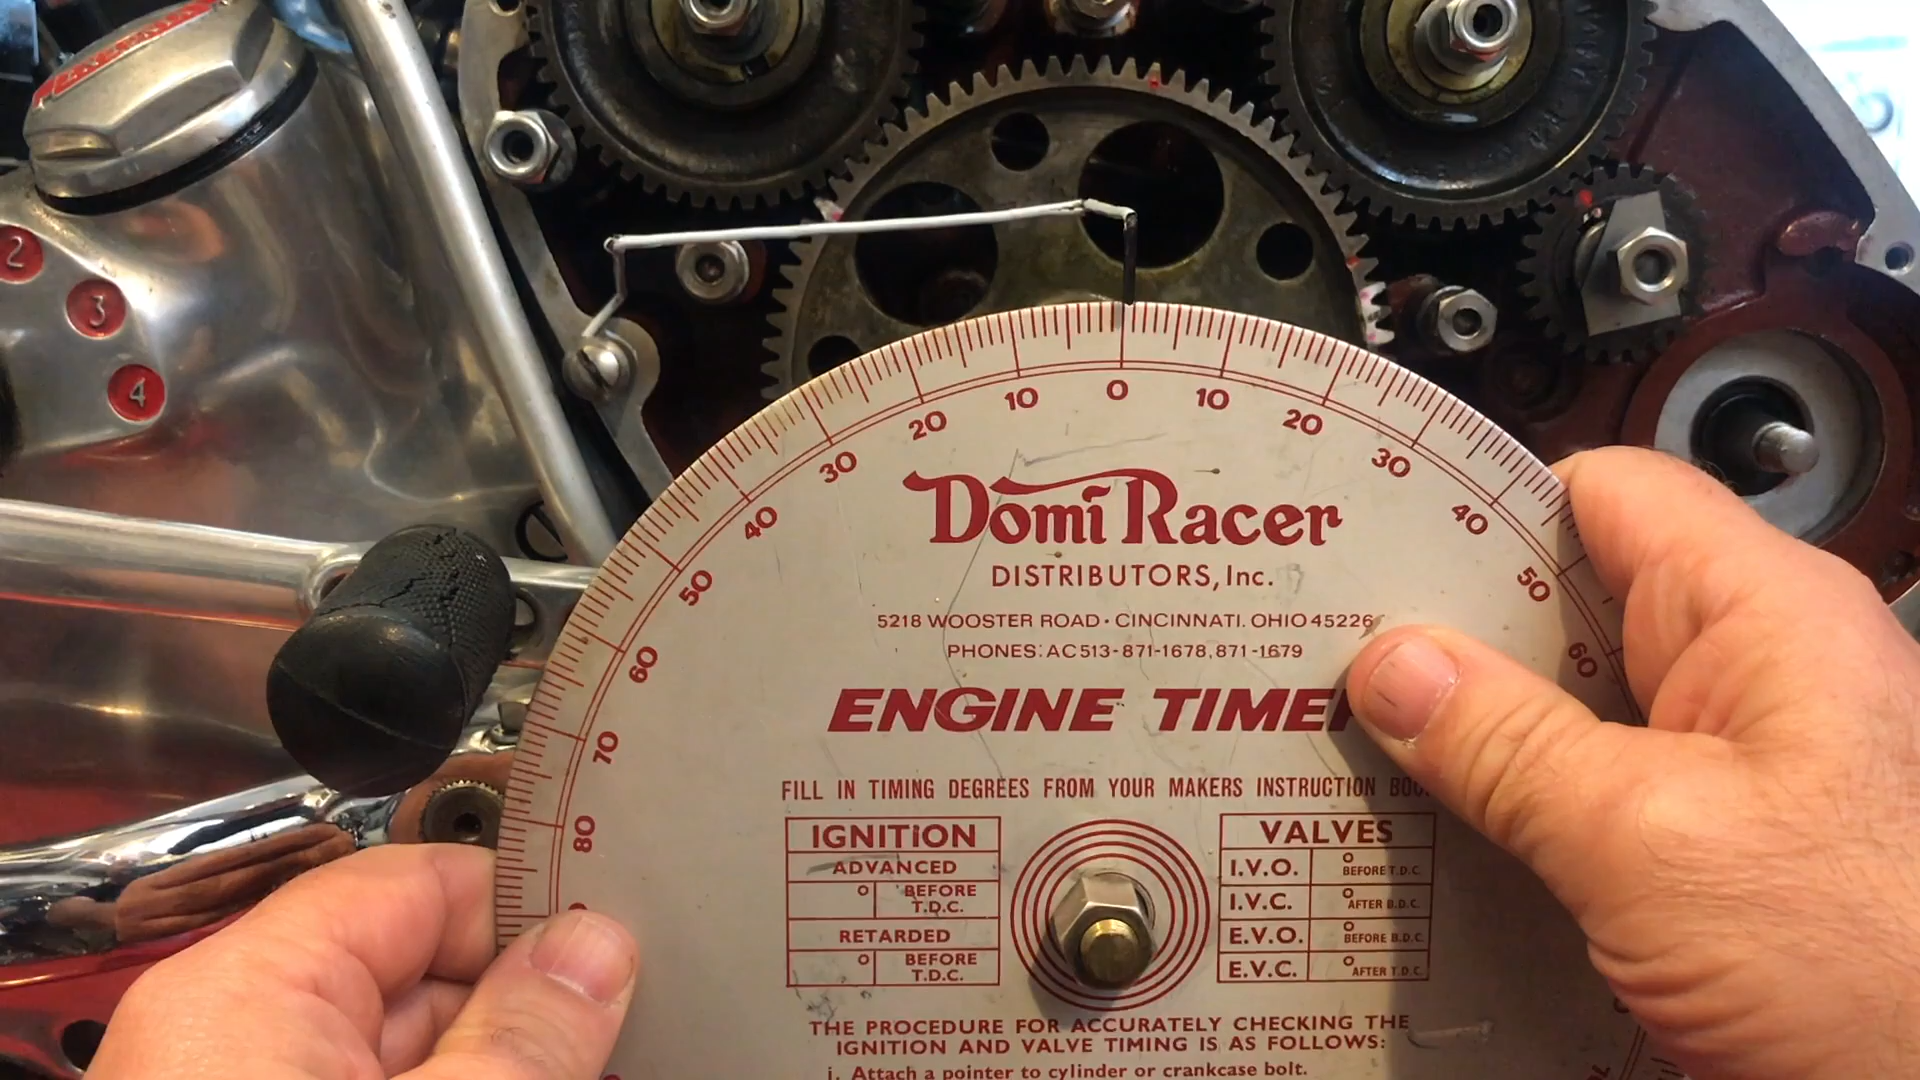 2
3
4
30 20 10 0 10 20 30
40 40
50 50
60 60
70
80
Domi Racer
DISTRIBUTORS, Inc.
5218 WOOSTER ROAD • CINCINNATI. OHIO 45226
PHONES: AC 513-871-1678, 871-1679
ENGINE TIMER
FILL IN TIMING DEGREES FROM YOUR MAKERS INSTRUCTION
IGNITION
ADVANCED
O BEFORE T.D.C.
RETARDED
O BEFORE T.D.C.
VALVES
I.V.O. O BEFORE T.D.C.
I.V.C. O AFTER B.D.C.
E.V.O. O BEFORE B.D.C.
E.V.C. O AFTER T.D.C.
THE PROCEDURE FOR ACCURATELY CHECKING THE
IGNITION AND VALVE TIMING IS AS FOLLOWS:
i. Attach a pointer to cylinder or crankcase bolt.